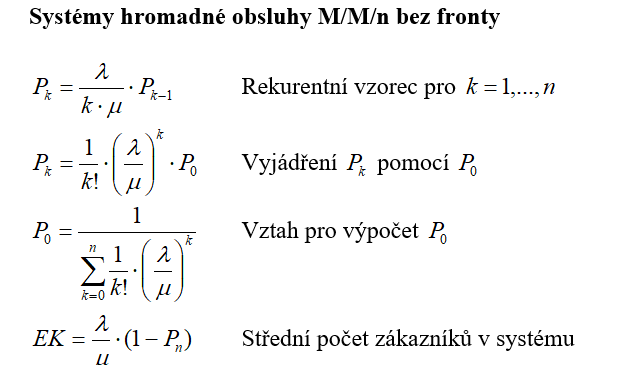 Systémy hromadné obsluhy M/M/n bez fronty
P_k = λ / (k · μ) · P_{k−1} Rekurentní vzorec pro k = 1,..., n
P_k = 1 / k! · (λ / μ)^k · P_0 Vyjádření P_k pomocí P_0
P_0 = 1 / (∑_{k=0}^{n} 1 / k! · (λ / μ)^k) Vztah pro výpočet P_0
EK = λ / μ · (1 − P_n) Střední počet zákazníků v systému